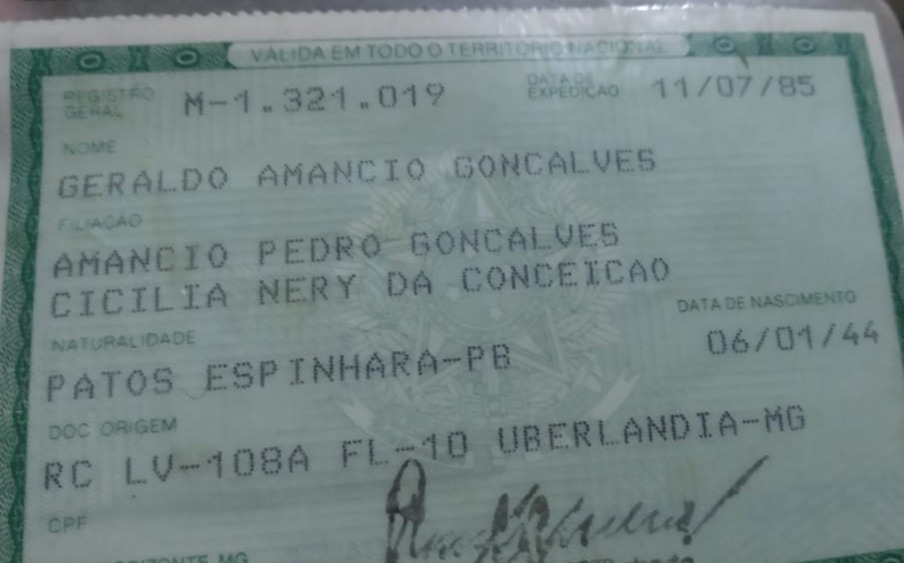 VALIDA EM TODO O TERRITORIO NACIONAL
REGISTRO GERAL M-1.321.019 DATA DE EXPEDIÇÃO 11/07/85
NOME
GERALDO AMANCIO GONCALVES
FILIAÇÃO
AMANCIO PEDRO GONCALVES
CICILIA NERY DA CONCEICAO
NATURALIDADE DATA DE NASCIMENTO
PATOS ESPINHARA-PB 06/01/44
DOC ORIGEM
RC LV-108A FL-10 UBERLANDIA-MG
CPF
MG